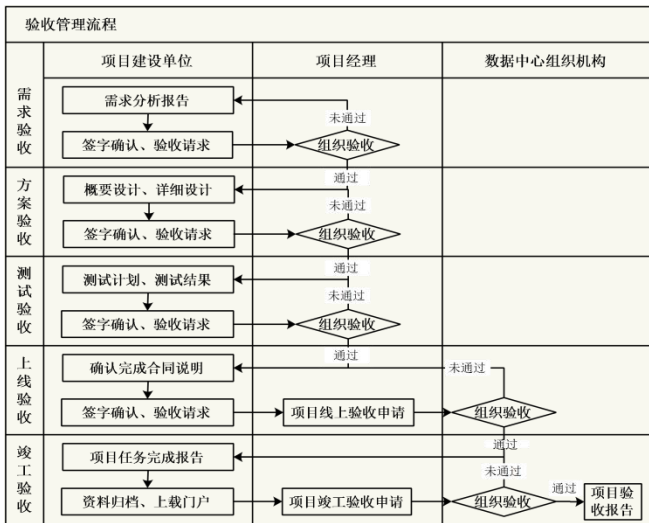 验收管理流程
项目建设单位
项目经理
数据中心组织机构
需求验收
需求分析报告
未通过
签字确认、验收请求
组织验收
通过
方案验收
概要设计、详细设计
未通过
签字确认、验收请求
组织验收
通过
测试验收
测试计划、测试结果
未通过
签字确认、验收请求
组织验收
通过
上线验收
确认完成合同说明
未通过
签字确认、验收请求
项目线上验收申请
组织验收
通过
竣工验收
项目任务完成报告
未通过
资料归档、上载门户
项目竣工验收申请
组织验收
通过
项目验
收报告